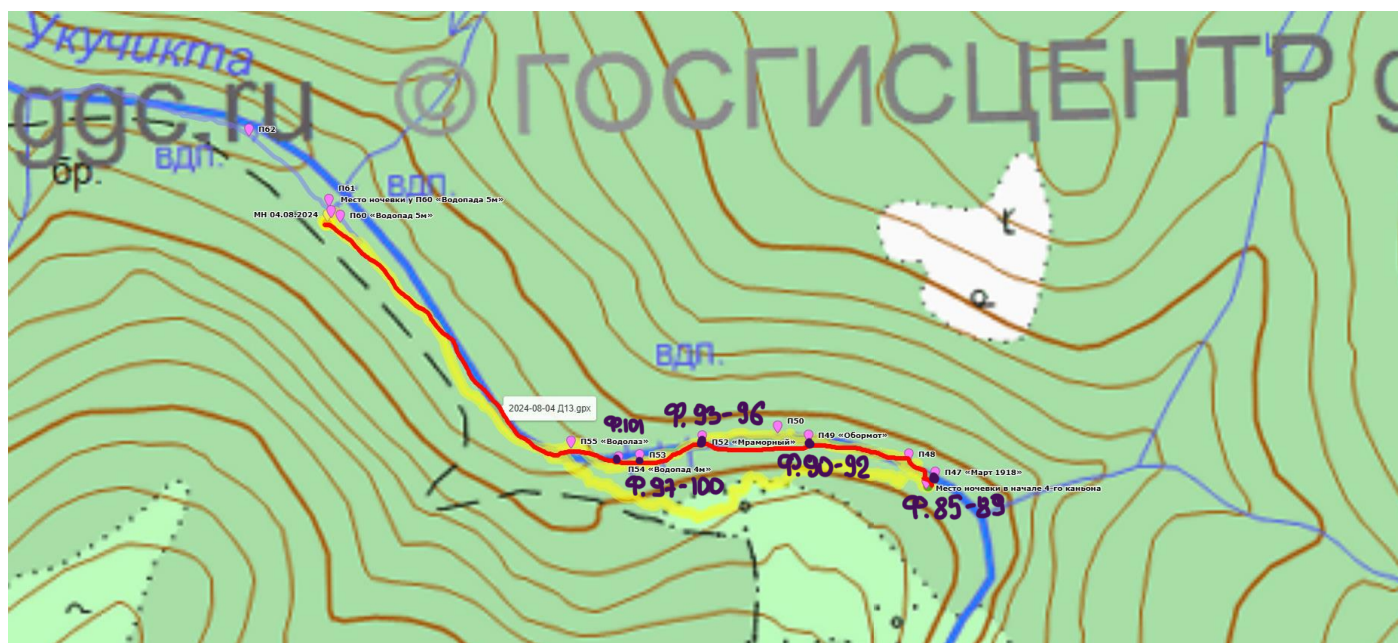 Укучикта
© ГОСГИСЦЕНТР g
ggc.ru
П62
вдп.
бр.
вдп.
П61
Место ночевки у П60 «Водопада 5м»
МН 04.08.2024
П60 «Водопад 5м»
вдп.
2024-08-04 Д13.gpx
Ф.101
Ф. 93-96
П50
П55 «Водолаз»
П52 «Мраморный»
П49 «Обормот»
П53
П48
П54 «Водопад 4м»
Ф. 90-92
П47 «Март 1918»
Ф. 97-100
Место ночевки в начале 4-го каньона
Ф. 85-89